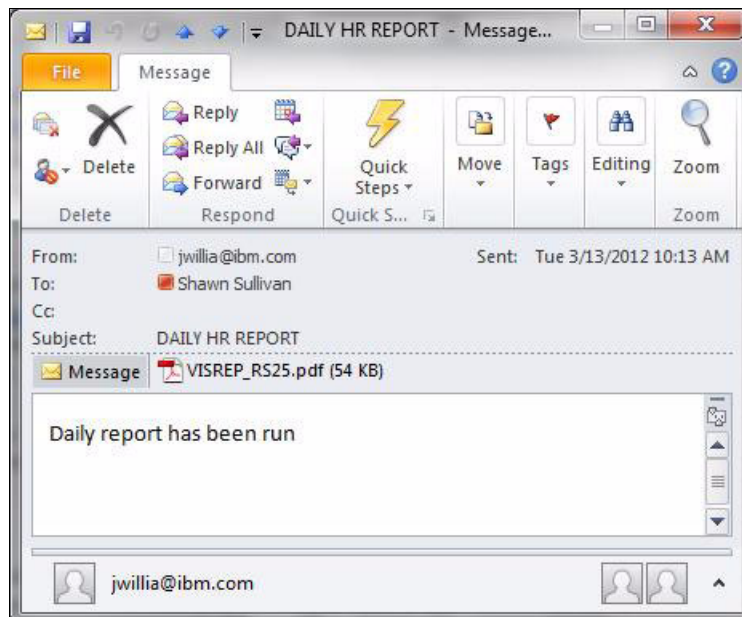 DAILY HR REPORT - Message...
File Message
Delete
Reply
Reply All
Forward
Quick Steps
Move
Tags
Editing
Zoom
Delete Respond Quick S... Zoom
From: jwillia@ibm.com Sent: Tue 3/13/2012 10:13 AM
To: Shawn Sullivan
Cc:
Subject: DAILY HR REPORT
Message VISREP_RS25.pdf (54 KB)
Daily report has been run
jwillia@ibm.com